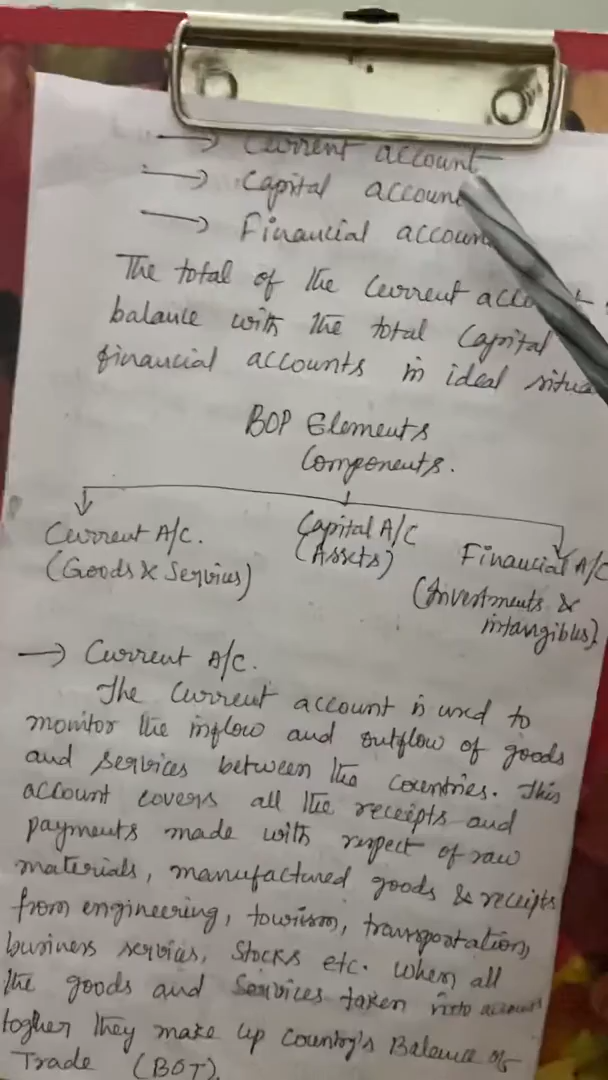 → Current account
→ Capital account
→ Financial accoun
The total of the Current acco
balance with the total Capital
financial accounts in ideal situa
BOP Elements
Components.
Current A/C.
(Goods & Services)
Capital A/C
(Assets)
Financial A/C
(Investments &
intangibles)
→ Current A/C.
The Current account is used to
monitor the inflow and outflow of goods
and services between the countries. This
account covers all the receipts and
payments made with respect of raw
materials, manufactured goods & receipts
from engineering, tourism, transportation,
business services, Stocks etc. When all
the goods and Services taken into account
togher they make up Country's Balance of
Trade (BOT).